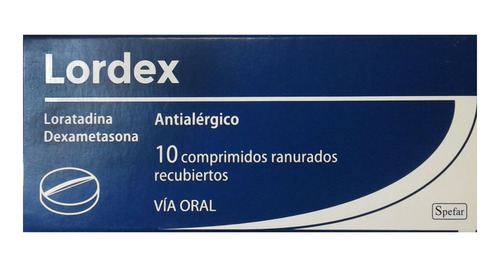 Lordex
Loratadina
Dexametasona
Antialérgico
10 comprimidos ranurados
recubiertos
VÍA ORAL
Spefar